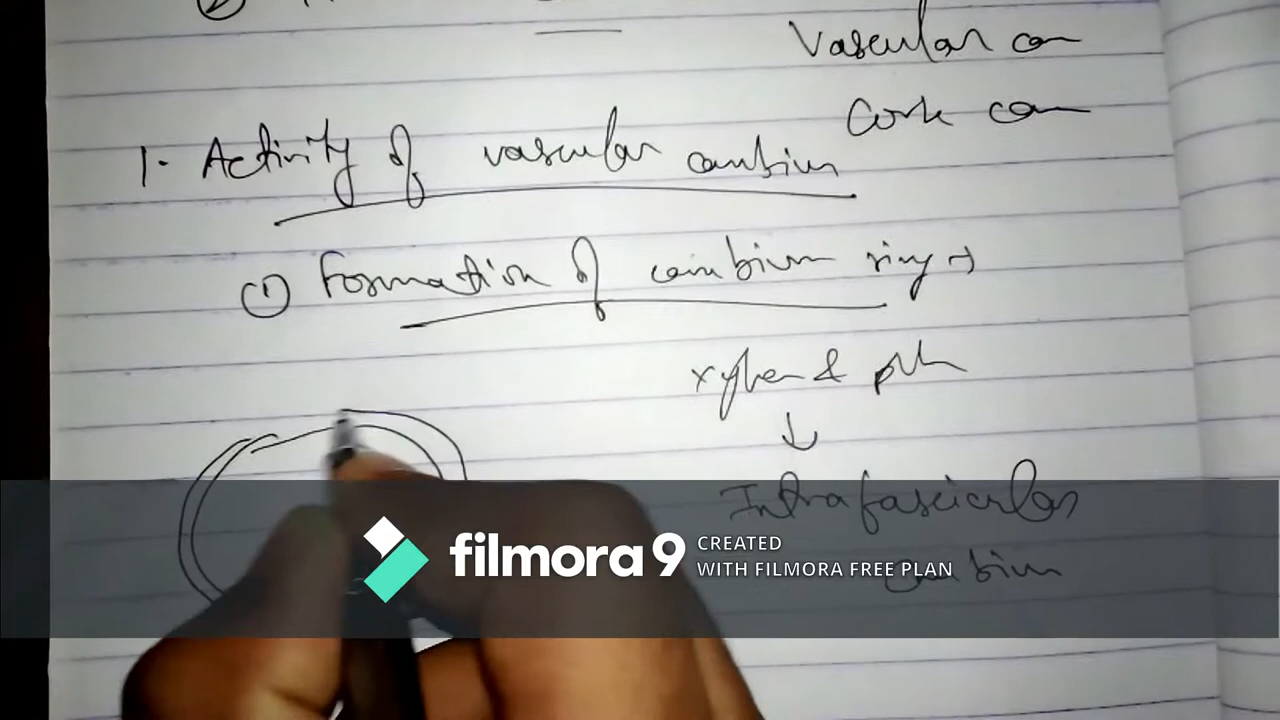 ②
Vascular cam
Cork cam
1. Activity of vascular cambium
① Formation of cambium ring →
xylem & phl
↓
Intrafascicular
cambium
filmora 9 CREATED
WITH FILMORA FREE PLAN